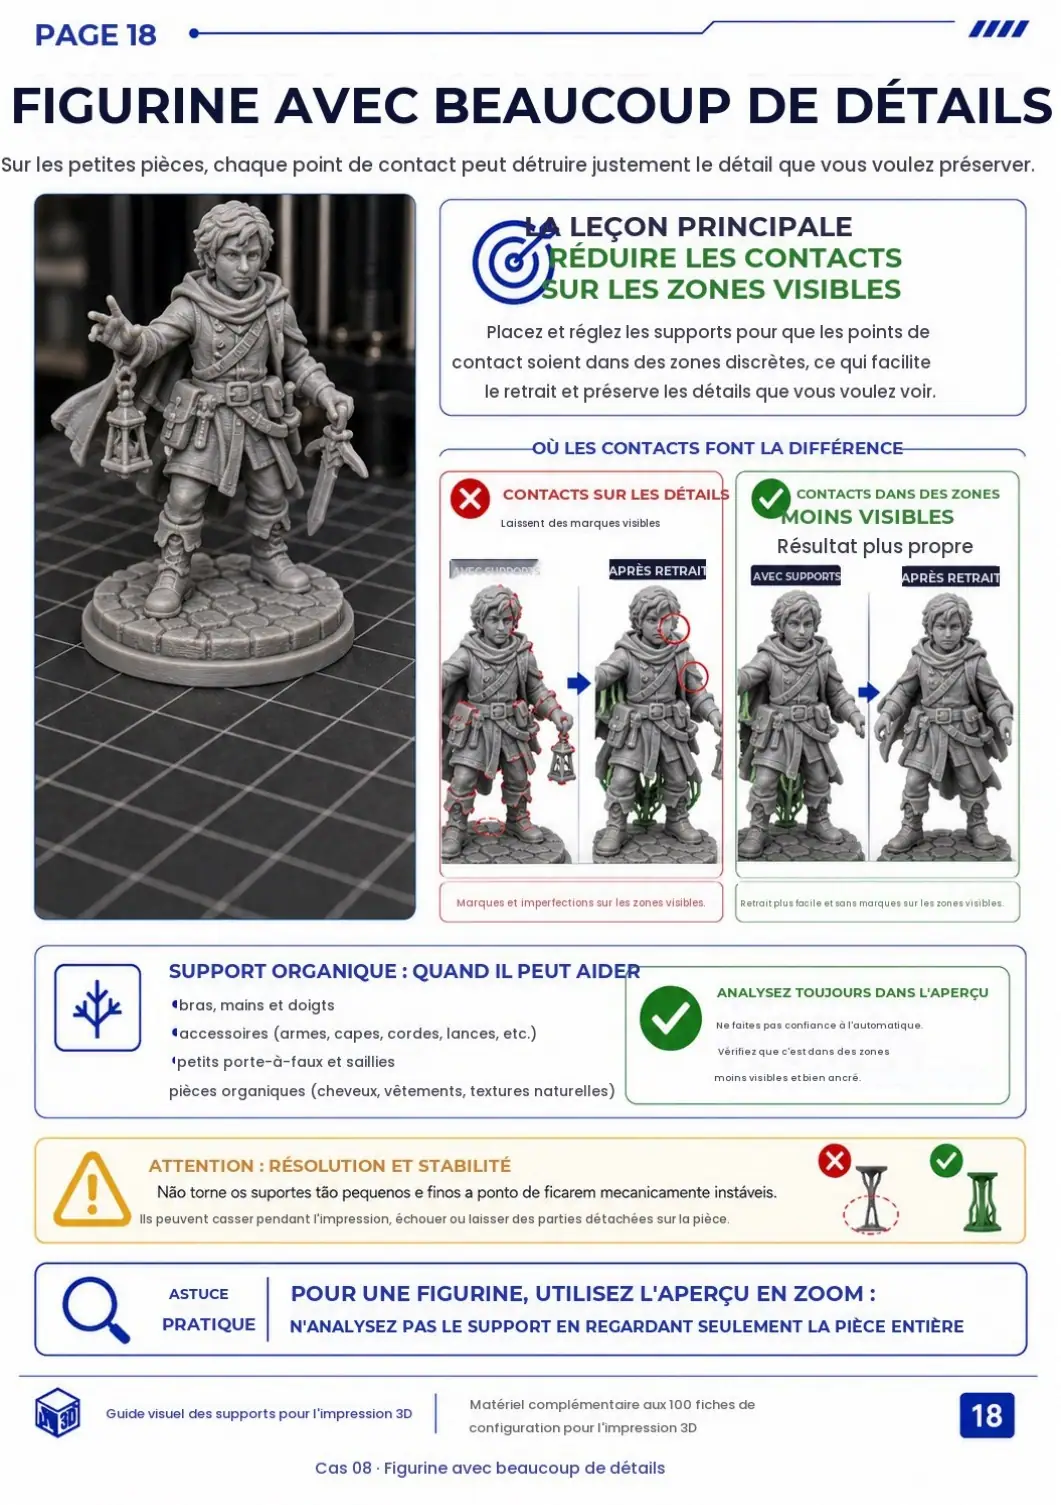 PAGE 18
FIGURINE AVEC BEAUCOUP DE DÉTAILS
Sur les petites pièces, chaque point de contact peut détruire justement le détail que vous voulez préserver.
LA LEÇON PRINCIPALE
RÉDUIRE LES CONTACTS
SUR LES ZONES VISIBLES
Placez et réglez les supports pour que les points de
contact soient dans des zones discrètes, ce qui facilite
le retrait et préserve les détails que vous voulez voir.
OÙ LES CONTACTS FONT LA DIFFÉRENCE
CONTACTS SUR LES DÉTAILS
Laissent des marques visibles
AVEC SUPPORTS
APRÈS RETRAIT
Marques et imperfections sur les zones visibles.
CONTACTS DANS DES ZONES
MOINS VISIBLES
Résultat plus propre
AVEC SUPPORTS
APRÈS RETRAIT
Retrait plus facile et sans marques sur les zones visibles.
SUPPORT ORGANIQUE : QUAND IL PEUT AIDER
bras, mains et doigts
accessoires (armes, capes, cordes, lances, etc.)
petits porte-à-faux et saillies
pièces organiques (cheveux, vêtements, textures naturelles)
ANALYSEZ TOUJOURS DANS L'APERÇU
Ne faites pas confiance à l'automatique.
Vérifiez que c'est dans des zones
moins visibles et bien ancré.
ATTENTION : RÉSOLUTION ET STABILITÉ
Não torne os suportes tão pequenos e finos a ponto de ficarem mecanicamente instáveis.
Ils peuvent casser pendant l'impression, échouer ou laisser des parties détachées sur la pièce.
ASTUCE
PRATIQUE
POUR UNE FIGURINE, UTILISEZ L'APERÇU EN ZOOM :
N'ANALYSEZ PAS LE SUPPORT EN REGARDANT SEULEMENT LA PIÈCE ENTIÈRE
3D
Guide visuel des supports pour l'impression 3D
Matériel complémentaire aux 100 fiches de
configuration pour l'impression 3D
18
Cas 08 · Figurine avec beaucoup de détails